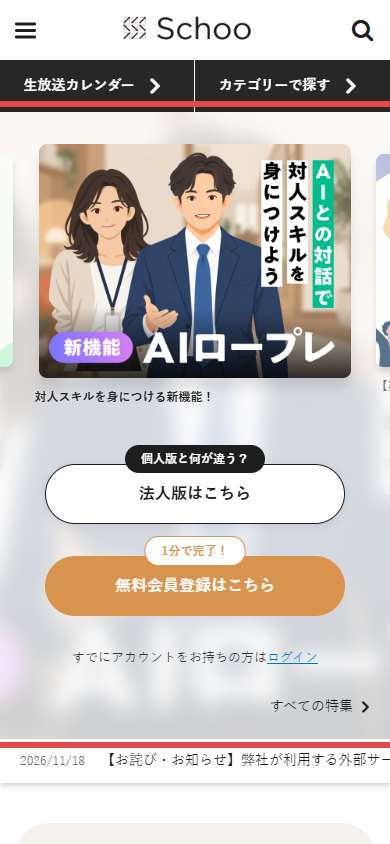 Schoo
生放送カレンダー
カテゴリーで探す
AIとの対話で
対人スキルを
身につけよう
新機能
AIロープレ
対人スキルを身につける新機能！
個人版と何が違う？
法人版はこちら
1分で完了！
無料会員登録はこちら
すでにアカウントをお持ちの方はログイン
すべての特集
2026/11/18 【お詫び・お知らせ】弊社が利用する外部サー